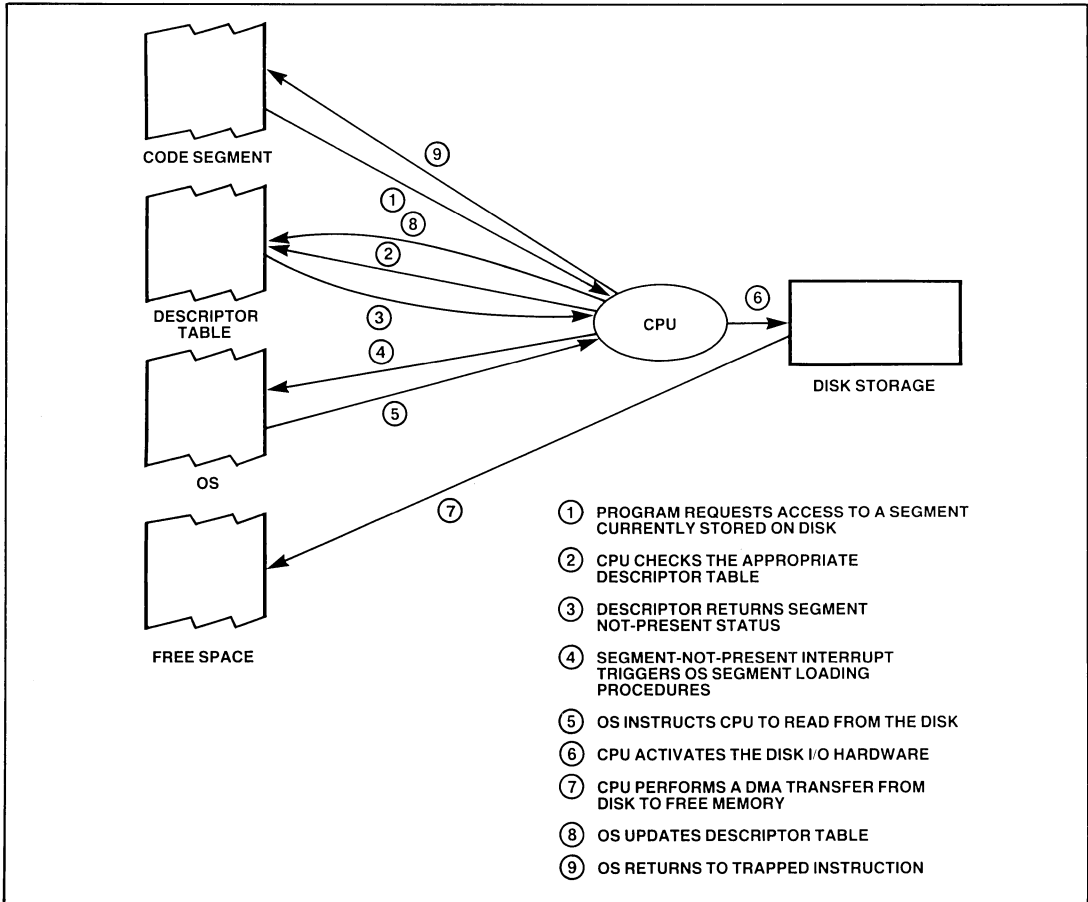 CODE SEGMENT
DESCRIPTOR
TABLE
OS
FREE SPACE
CPU
DISK STORAGE
9
1
8
2
3
4
5
6
7
1 PROGRAM REQUESTS ACCESS TO A SEGMENT
CURRENTLY STORED ON DISK
2 CPU CHECKS THE APPROPRIATE
DESCRIPTOR TABLE
3 DESCRIPTOR RETURNS SEGMENT
NOT-PRESENT STATUS
4 SEGMENT-NOT-PRESENT INTERRUPT
TRIGGERS OS SEGMENT LOADING
PROCEDURES
5 OS INSTRUCTS CPU TO READ FROM THE DISK
6 CPU ACTIVATES THE DISK I/O HARDWARE
7 CPU PERFORMS A DMA TRANSFER FROM
DISK TO FREE MEMORY
8 OS UPDATES DESCRIPTOR TABLE
9 OS RETURNS TO TRAPPED INSTRUCTION